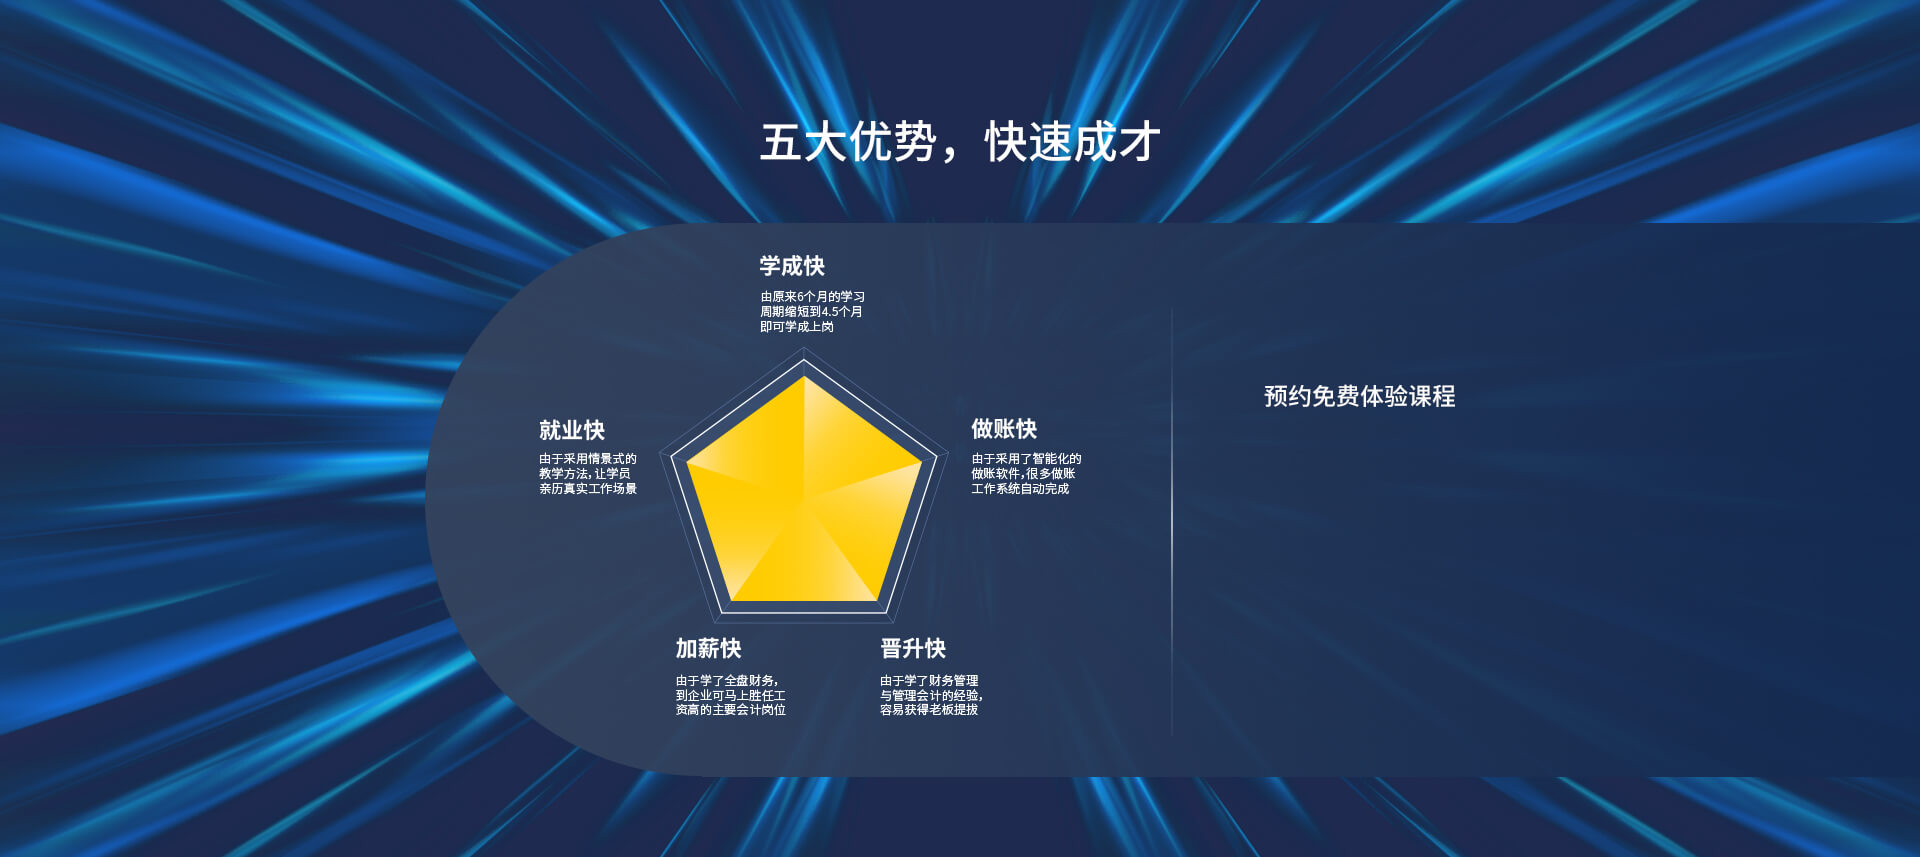 五大优势，快速成才
学成快
由原来6个月的学习
周期缩短到4.5个月
即可学成上岗
就业快
由于采用情景式的
教学方法,让学员
亲历真实工作场景
做账快
由于采用了智能化的
做账软件,很多做账
工作系统自动完成
预约免费体验课程
加薪快
由于学了全盘财务,
到企业可马上胜任工
资高的主要会计岗位
晋升快
由于学了财务管理
与管理会计的经验,
容易获得老板提拔